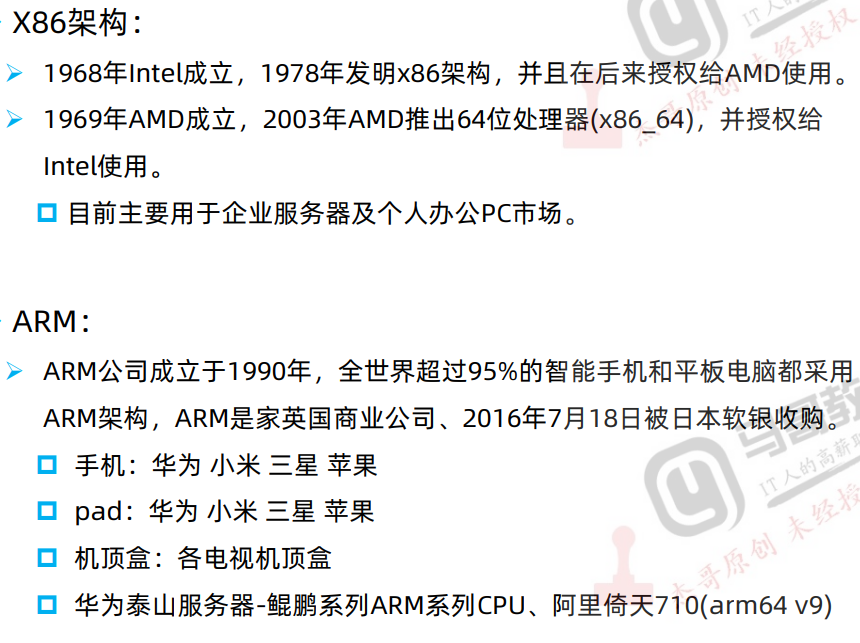 X86架构：
1968年Intel成立，1978年发明x86架构，并且在后来授权给AMD使用。
1969年AMD成立，2003年AMD推出64位处理器(x86_64)，并授权给
Intel使用。
目前主要用于企业服务器及个人办公PC市场。
ARM：
ARM公司成立于1990年，全世界超过95%的智能手机和平板电脑都采用
ARM架构，ARM是家英国商业公司、2016年7月18日被日本软银收购。
手机：华为 小米 三星 苹果
pad：华为 小米 三星 苹果
机顶盒：各电视机顶盒
华为泰山服务器-鲲鹏系列ARM系列CPU、阿里倚天710(arm64 v9)
IT人的
杰哥原创 未经授权
马哥教
IT人的高薪
杰哥原创 未经授